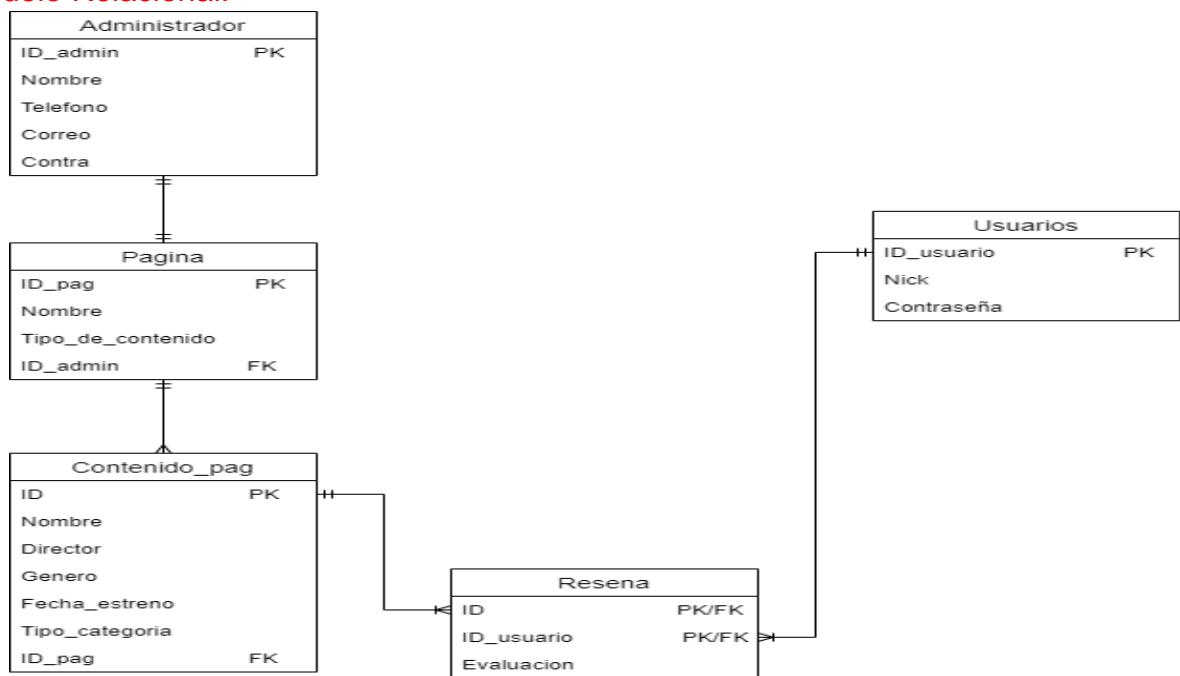 Administrador
ID_admin PK
Nombre
Telefono
Correo
Contra
Pagina
ID_pag PK
Nombre
Tipo_de_contenido
ID_admin FK
Contenido_pag
ID PK
Nombre
Director
Genero
Fecha_estreno
Tipo_categoria
ID_pag FK
Resena
ID PK/FK
ID_usuario PK/FK
Evaluacion
Usuarios
ID_usuario PK
Nick
Contraseña